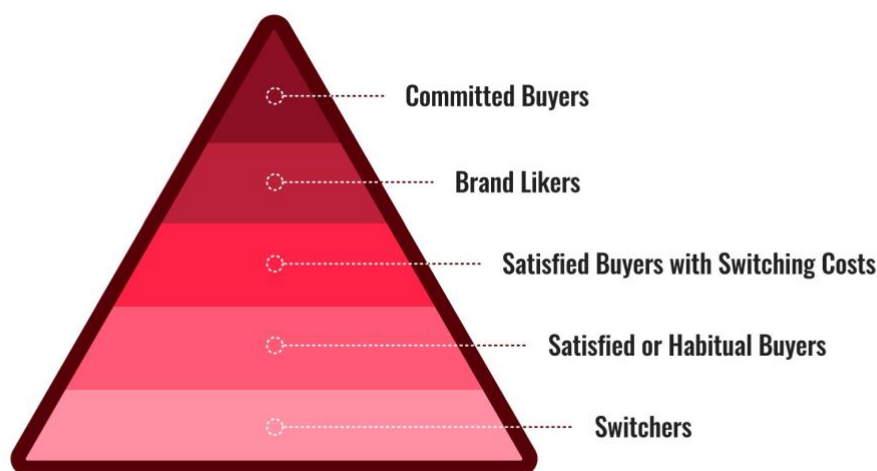 Committed Buyers
Brand Likers
Satisfied Buyers with Switching Costs
Satisfied or Habitual Buyers
Switchers